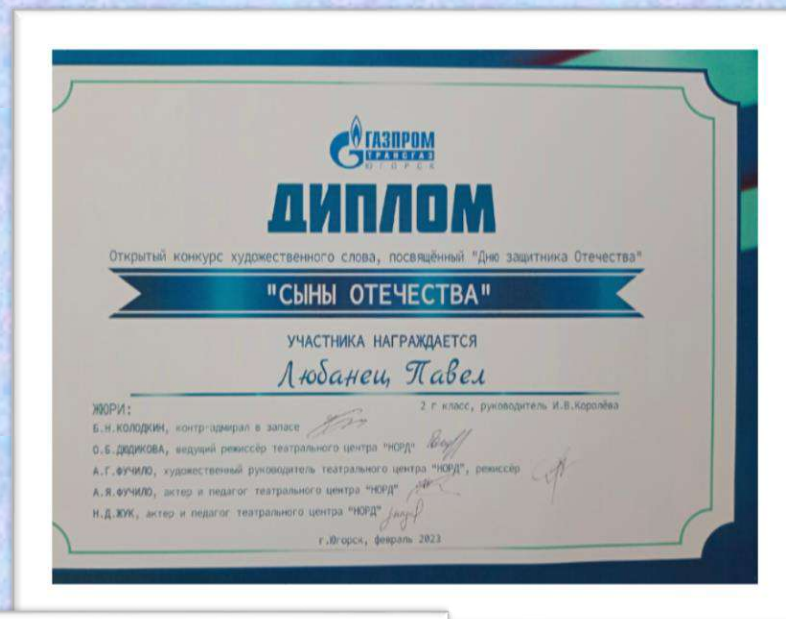 ГАЗПРОМ
ТРАНСГАЗ
ЮГОРСК
ДИПЛОМ
Открытый конкурс художественного слова, посвящённый "Дню защитника Отечества"
"СЫНЫ ОТЕЧЕСТВА"
УЧАСТНИКА НАГРАЖДАЕТСЯ
Любанец Павел
2 г класс, руководитель И.В.Королёва
ЖЮРИ:
Б.Н.КОЛОДКИН, контр-адмирал в запасе
О.Б.ДЮДИКОВА, ведущий режиссёр театрального центра "НОРД"
А.Г.ФУЧИЛО, художественный руководитель театрального центра "НОРД", режиссёр
А.Я.ФУЧИЛО, актер и педагог театрального центра "НОРД"
Н.Д.ЖУК, актер и педагог театрального центра "НОРД"
г.Югорск, февраль 2023